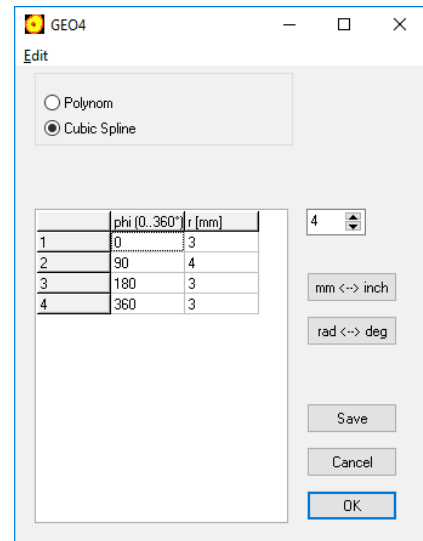 GEO4
Edit
Polynom
Cubic Spline
phi (0..360°) r [mm]
1 0 3
2 90 4
3 180 3
4 360 3
4
mm <--> inch
rad <--> deg
Save
Cancel
OK